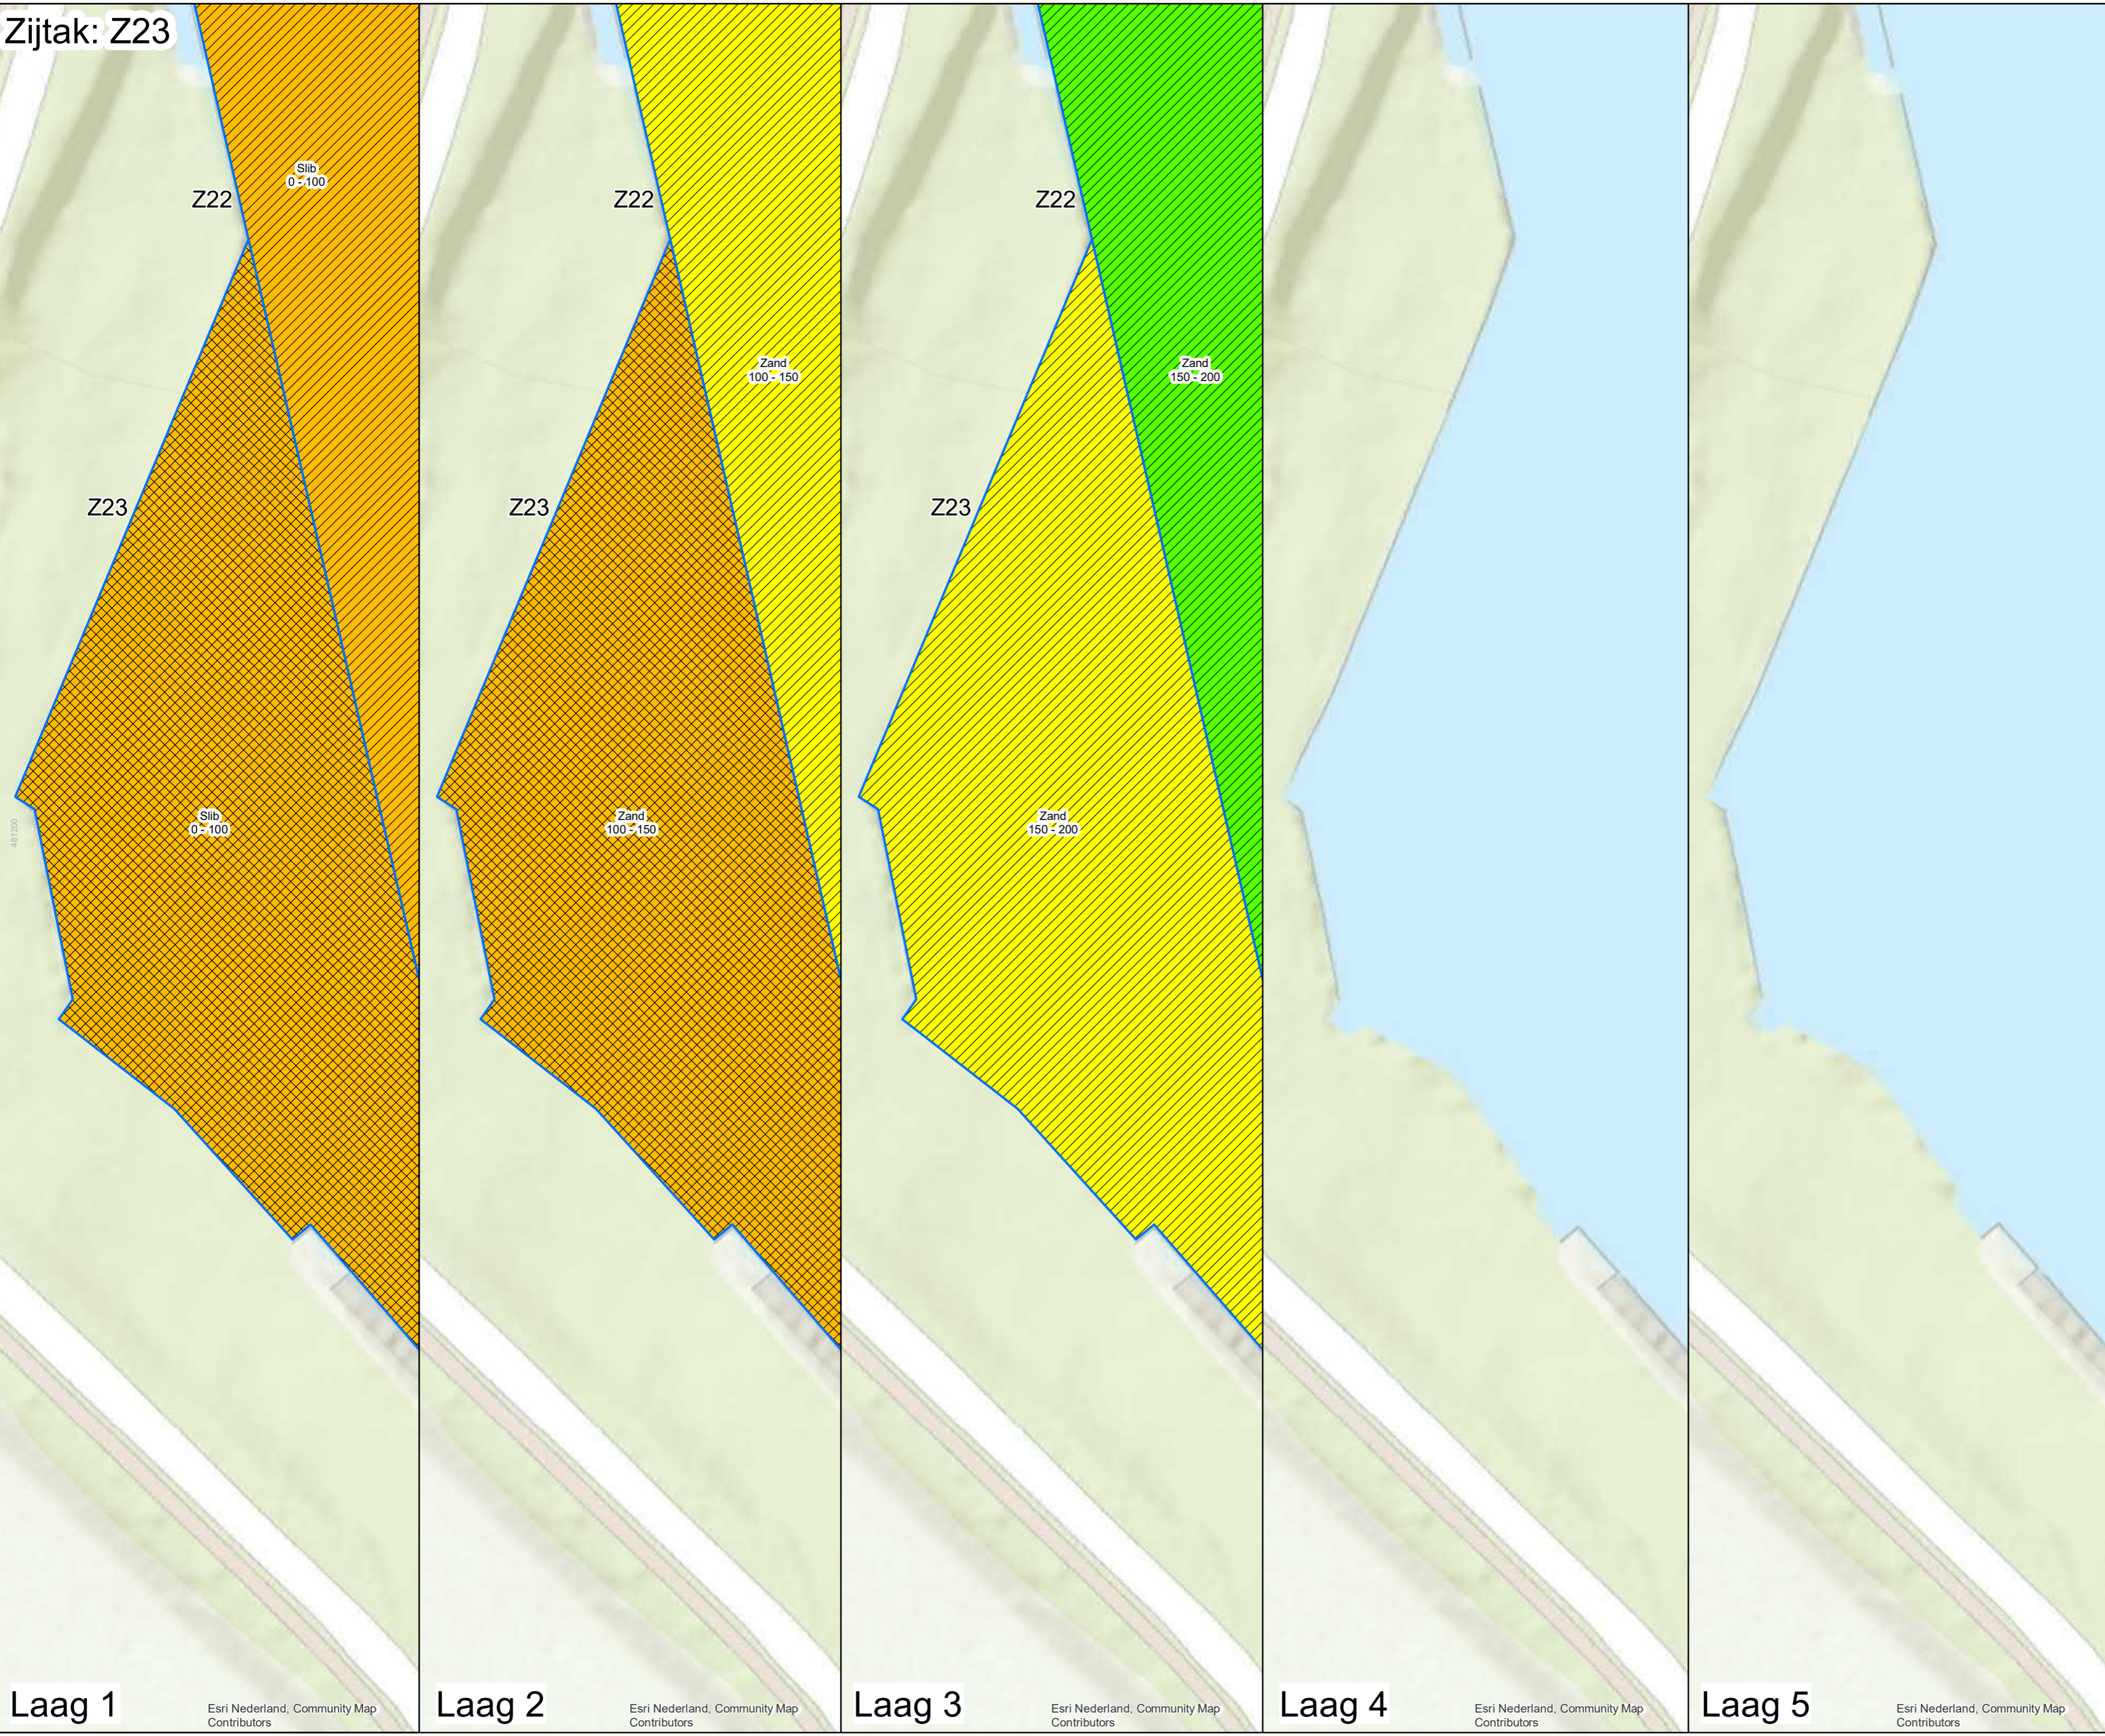 Zijtak: Z23
Slib
0 - 100
Z22
Z23
Slib
0 - 100
481200
Laag 1
Esri Nederland, Community Map
Contributors
Z22
Zand
100 - 150
Z23
Zand
100 - 150
Laag 2
Esri Nederland, Community Map
Contributors
Z22
Zand
150 - 200
Z23
Zand
150 - 200
Laag 3
Esri Nederland, Community Map
Contributors
Laag 4
Esri Nederland, Community Map
Contributors
Laag 5
Esri Nederland, Community Map
Contributors